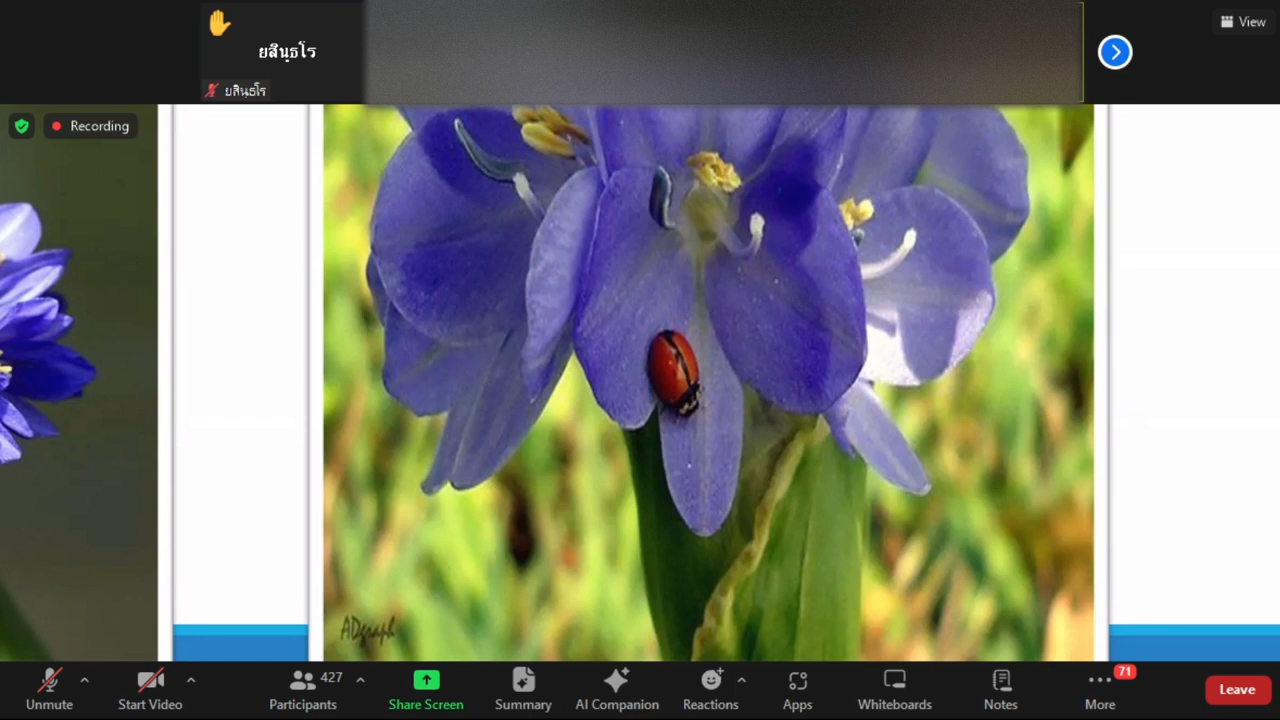 ยสินฺธโร
View
ยสินฺธโร
Recording
ADgraph
427
71
Unmute
Start Video
Participants
Share Screen
Summary
AI Companion
Reactions
Apps
Whiteboards
Notes
More
Leave